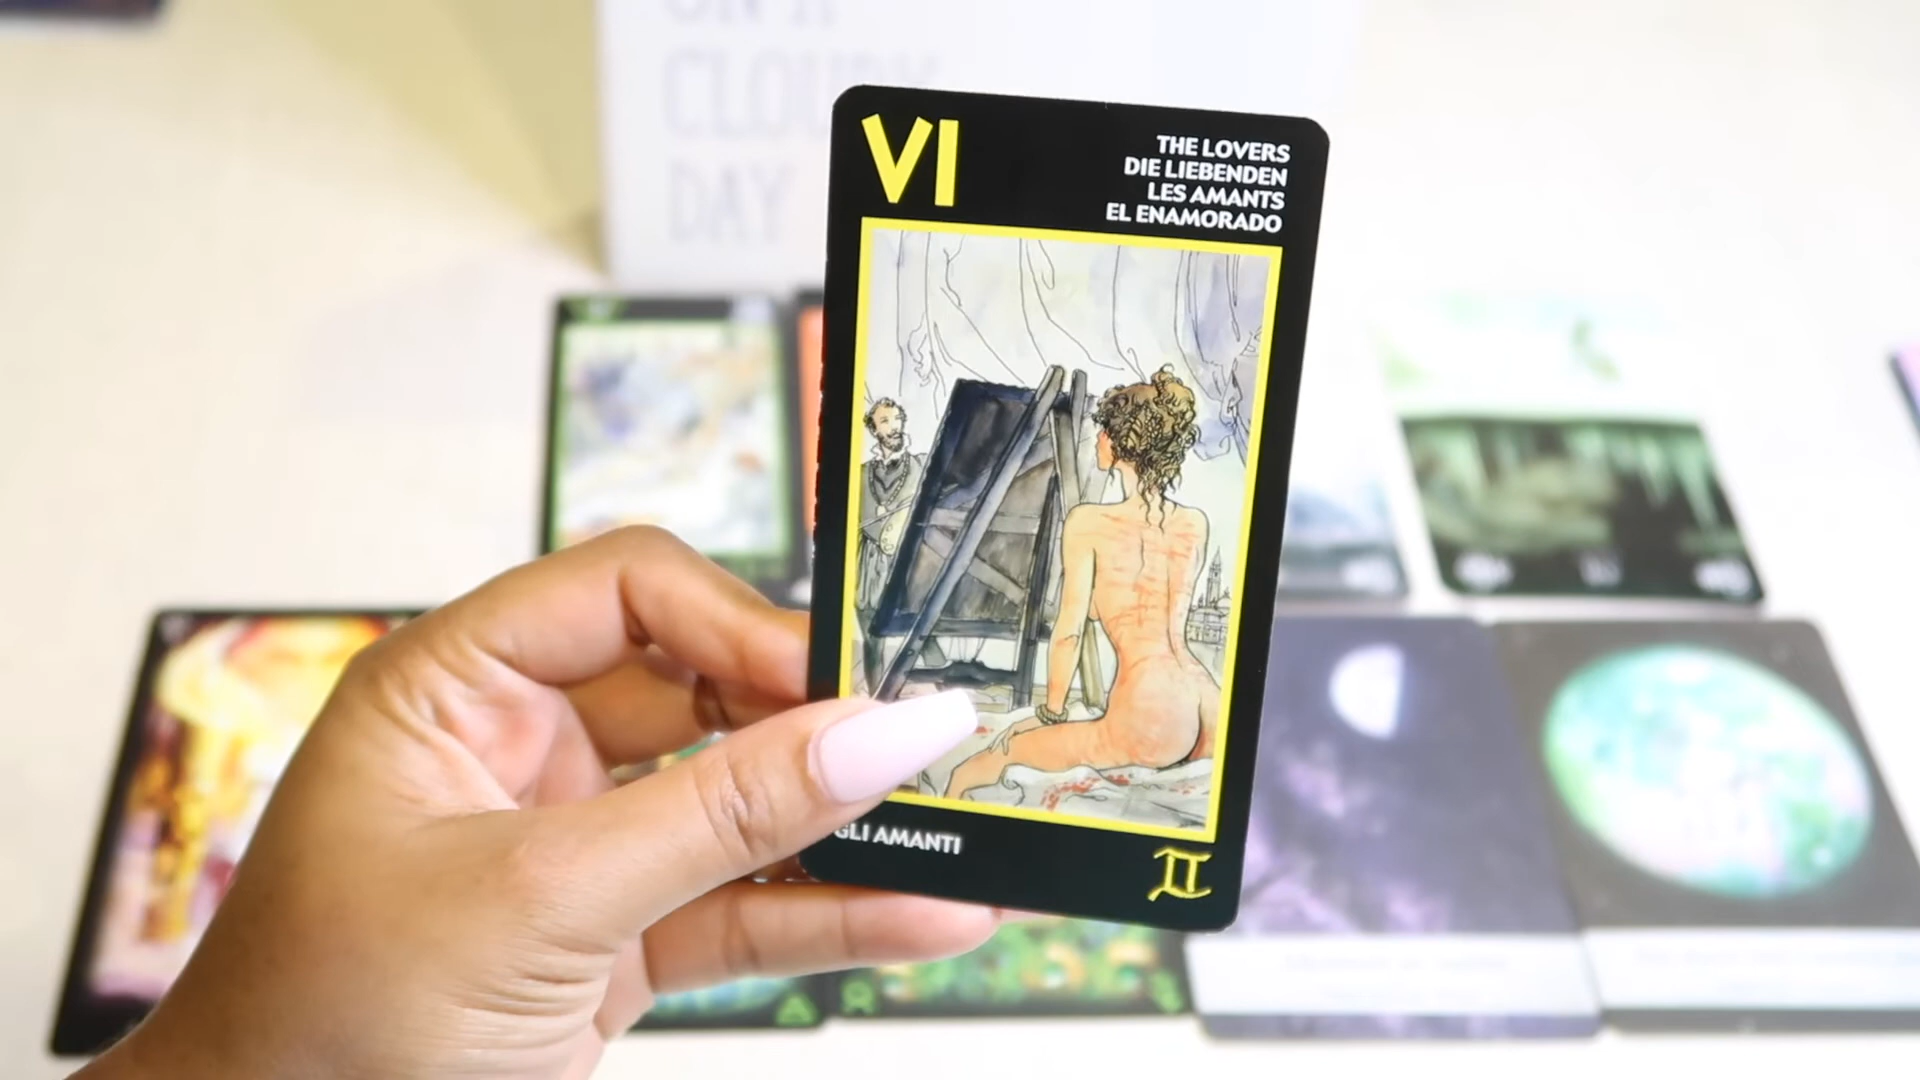 CLOUDY
DAY
VI
THE LOVERS
DIE LIEBENDEN
LES AMANTS
EL ENAMORADO
GLI AMANTI